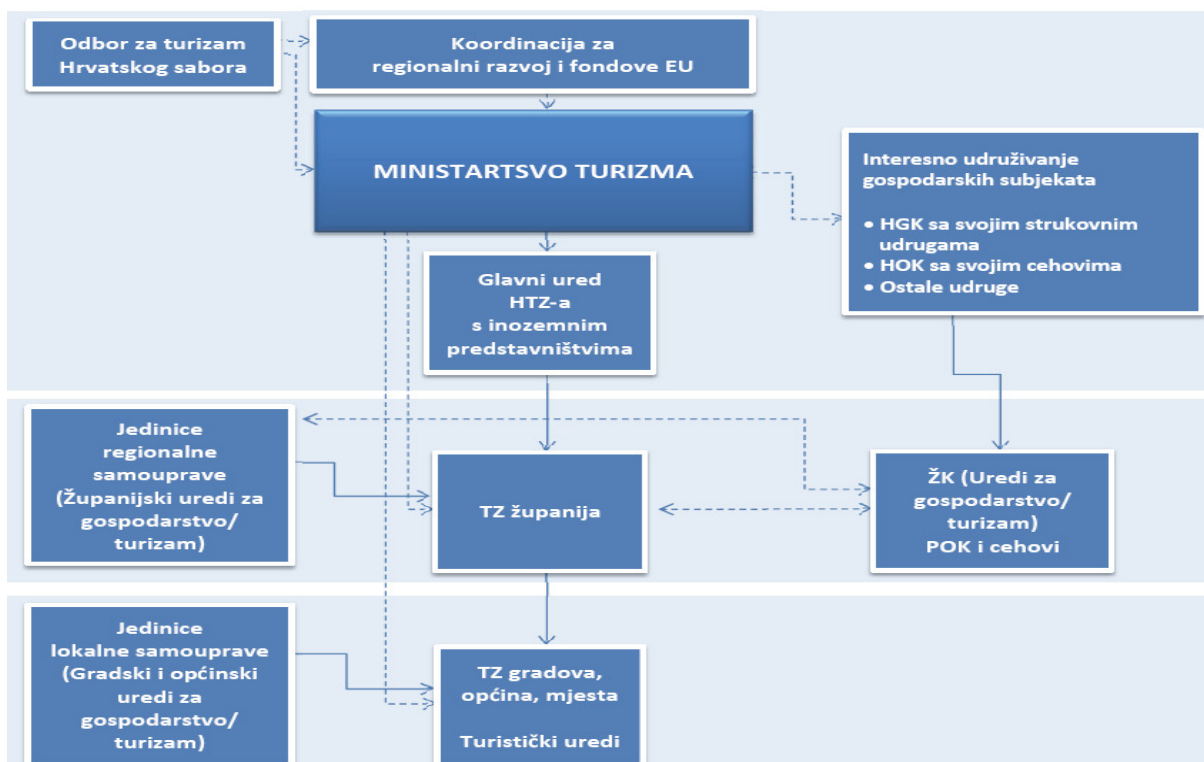 Odbor za turizam
Hrvatskog sabora
Koordinacija za
regionalni razvoj i fondove EU
MINISTARTSVO TURIZMA
Interesno udruživanje
gospodarskih subjekata
• HGK sa svojim strukovnim
udrugama
• HOK sa svojim cehovima
• Ostale udruge
Glavni ured
HTZ-a
s inozemnim
predstavništvima
Jedinice
regionalne
samouprave
(Županijski uredi za
gospodarstvo/
turizam)
TZ županija
ŽK (Uredi za
gospodarstvo/
turizam)
POK i cehovi
Jedinice
lokalne samouprave
(Gradski i općinski
uredi za
gospodarstvo/
turizam)
TZ gradova,
općina, mjesta
Turistički uredi